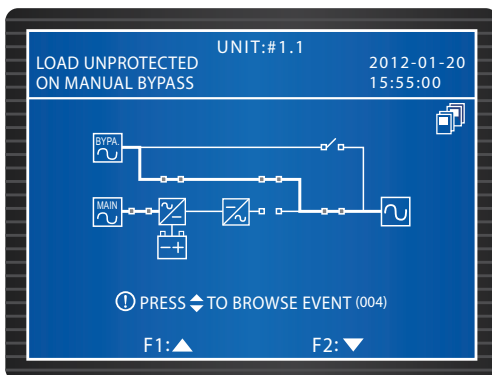 UNIT:#1.1
LOAD UNPROTECTED
ON MANUAL BYPASS
2012-01-20
15:55:00
BYPA.
MAIN
PRESS TO BROWSE EVENT (004)
F1: F2: